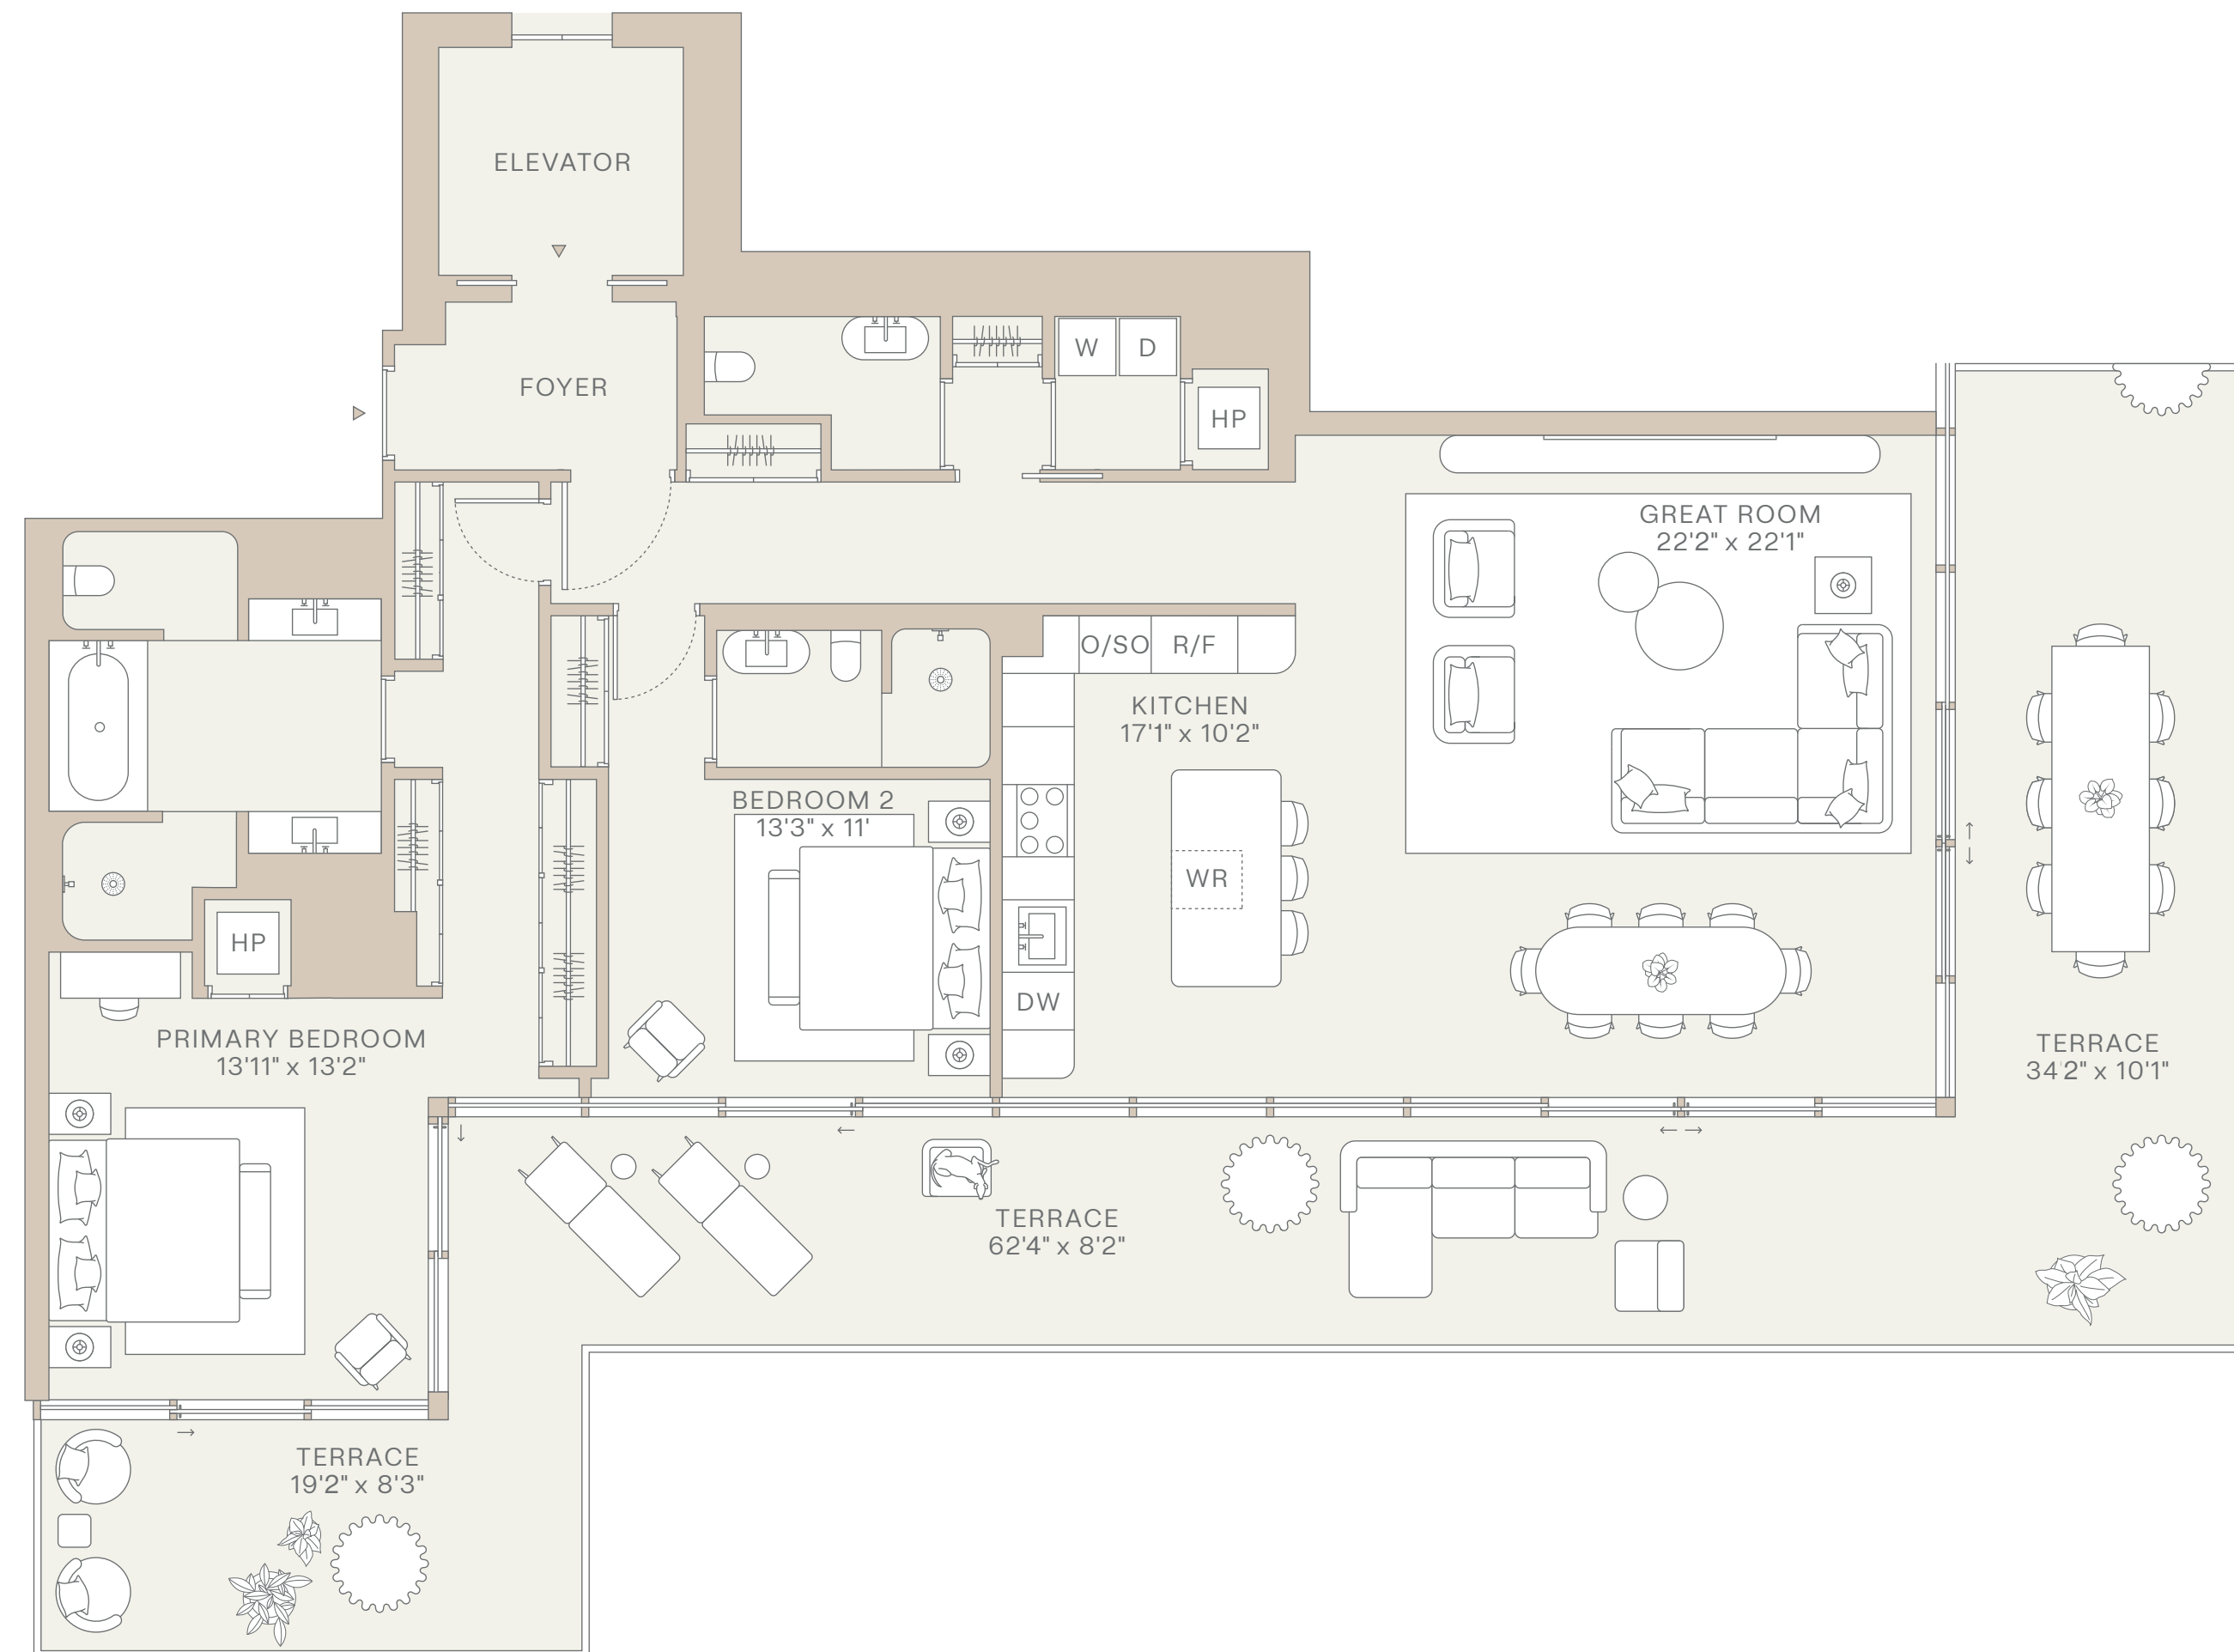 ELEVATOR
FOYER
W
D
HP
GREAT ROOM
22'2" x 22'1"
O/SO
R/F
KITCHEN
17'1" x 10'2"
BEDROOM 2
13'3" x 11'
WR
HP
DW
PRIMARY BEDROOM
13'11" x 13'2"
TERRACE
34'2" x 10'1"
TERRACE
62'4" x 8'2"
TERRACE
19'2" x 8'3"